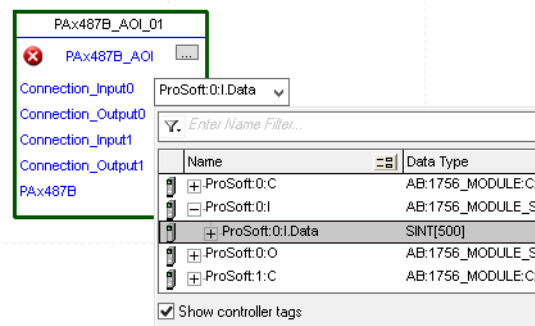 PAx487B_AOI_01
PAx487B_AOI ...
Connection_Input0
Connection_Output0
Connection_Input1
Connection_Output1
PAx487B
ProSoft:0:I.Data
Enter Name Filter...
Name Data Type
ProSoft:0:C AB:1756_MODULE:C
ProSoft:0:I AB:1756_MODULE_S
ProSoft:0:I.Data SINT[500]
ProSoft:0:O AB:1756_MODULE_S
ProSoft:1:C AB:1756_MODULE:C
Show controller tags